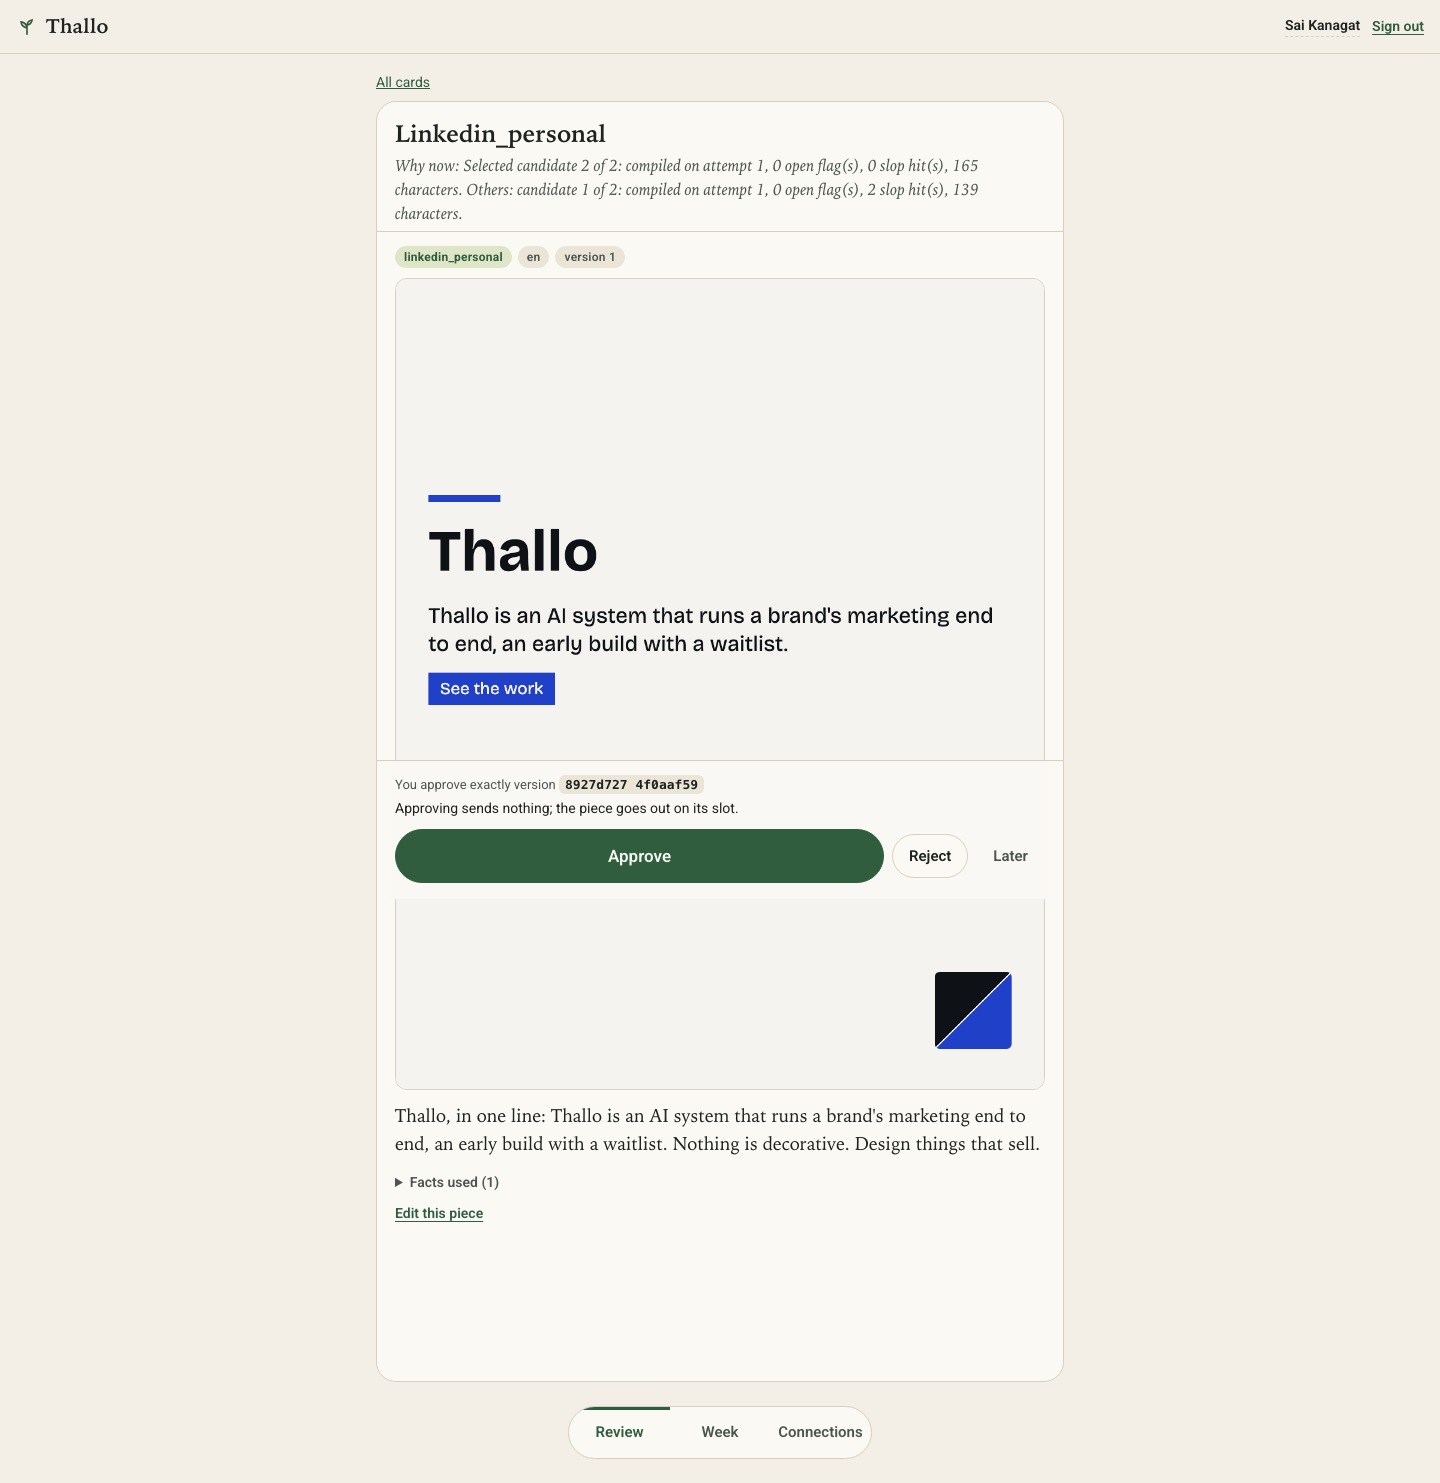 Thallo
Sai Kanagat
Sign out
All cards
Linkedin_personal
Why now: Selected candidate 2 of 2: compiled on attempt 1, 0 open flag(s), 0 slop hit(s), 165
characters. Others: candidate 1 of 2: compiled on attempt 1, 0 open flag(s), 2 slop hit(s), 139
characters.
linkedin_personal
en
version 1
Thallo
Thallo is an AI system that runs a brand's marketing end
to end, an early build with a waitlist.
See the work
You approve exactly version 8927d727 4f0aaf59
Approving sends nothing; the piece goes out on its slot.
Approve
Reject
Later
Thallo, in one line: Thallo is an AI system that runs a brand's marketing end to
end, an early build with a waitlist. Nothing is decorative. Design things that sell.
Facts used (1)
Edit this piece
Review
Week
Connections